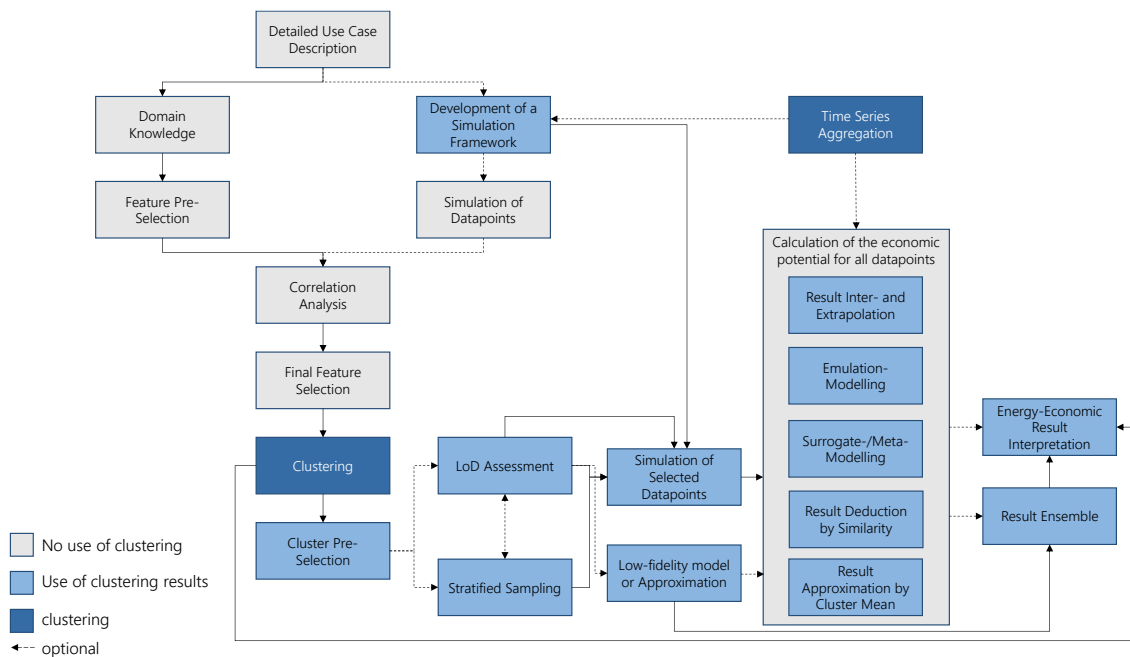 Detailed Use Case
Description
Domain
Knowledge
Development of a
Simulation
Framework
Time Series
Aggregation
Feature Pre-
Selection
Simulation of
Datapoints
Calculation of the economic
potential for all datapoints
Correlation
Analysis
Result Inter- and
Extrapolation
Final Feature
Selection
Emulation-
Modelling
Energy-Economic
Result
Interpretation
Clustering
LoD Assessment
Simulation of
Selected
Datapoints
Surrogate-/Meta-
Modelling
Result Deduction
by Similarity
Result Ensemble
Cluster Pre-
Selection
Stratified Sampling
Low-fidelity model
or Approximation
Result
Approximation by
Cluster Mean
No use of clustering
Use of clustering results
clustering
optional